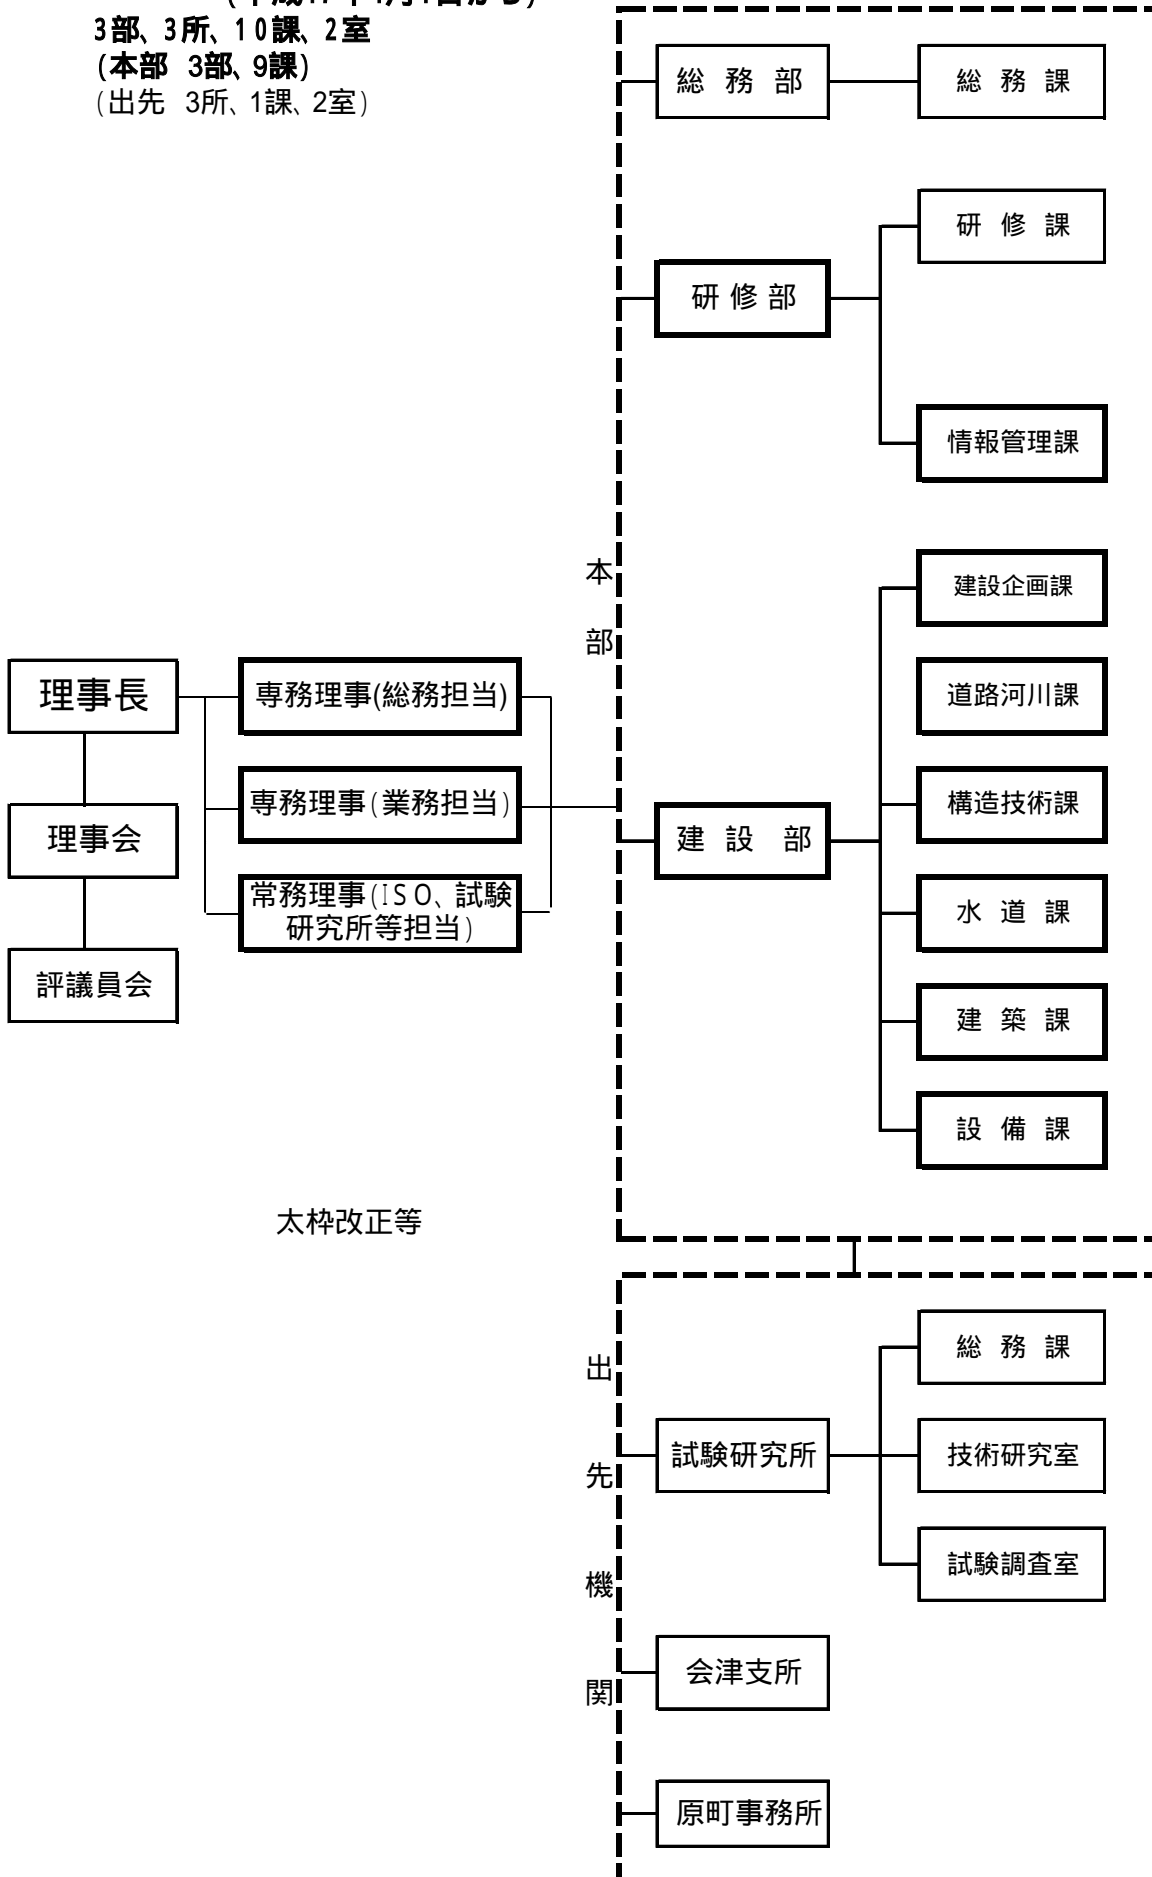 3部、3所、10課、2室
(本部 3部、9課)
(出先 3所、1課、2室)
総 務 部
総 務 課
研 修 課
研 修 部
情報管理課
本部
建設企画課
理事長
専務理事(総務担当)
道路河川課
専務理事(業務担当)
構造技術課
理事会
建 設 部
常務理事(ISO、試験
研究所等担当)
水 道 課
評議員会
建 築 課
設 備 課
太枠改正等
出先機関
総 務 課
試験研究所
技術研究室
試験調査室
会津支所
原町事務所